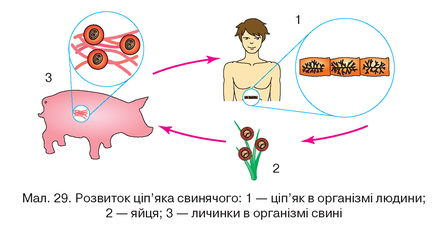 1
3
2
Мал. 29. Розвиток ціп’яка свинячого: 1 — ціп’як в організмі людини;
2 — яйця; 3 — личинки в організмі свині